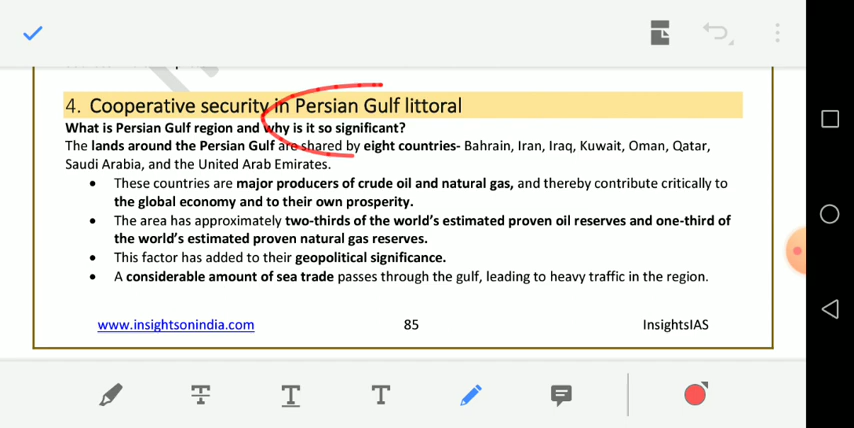 4. Cooperative security in Persian Gulf littoral
What is Persian Gulf region and why is it so significant?
The lands around the Persian Gulf are shared by eight countries- Bahrain, Iran, Iraq, Kuwait, Oman, Qatar,
Saudi Arabia, and the United Arab Emirates.
• These countries are major producers of crude oil and natural gas, and thereby contribute critically to
the global economy and to their own prosperity.
• The area has approximately two-thirds of the world's estimated proven oil reserves and one-third of
the world's estimated proven natural gas reserves.
• This factor has added to their geopolitical significance.
• A considerable amount of sea trade passes through the gulf, leading to heavy traffic in the region.
www.insightsonindia.com 85 InsightsIAS
T T T